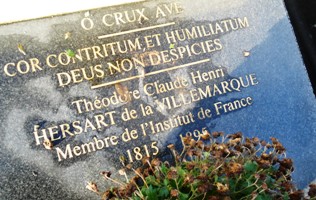 Ô CRUX AVE
COR CONTRITUM ET HUMILIATUM
DEUS NON DESPICIES
Théodore Claude Henri
HERSART de la VILLEMARQUE
Membre de l'Institut de France
1815 1895